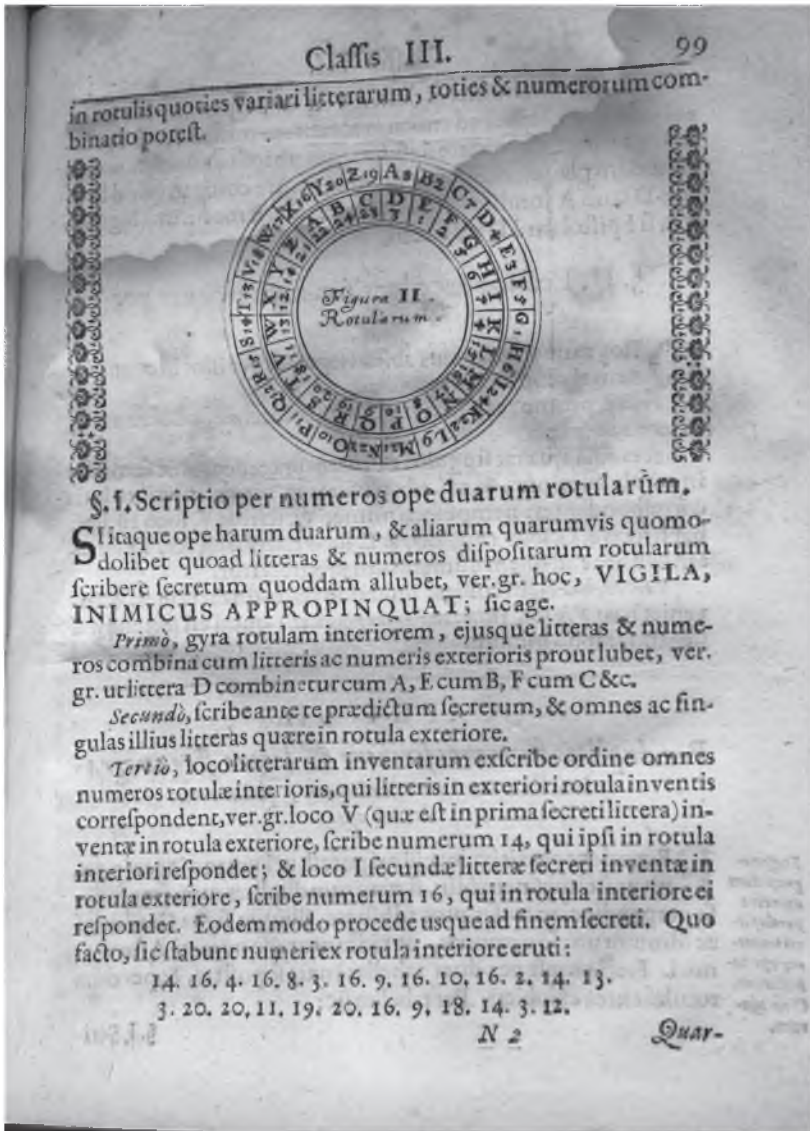 Classis III. 99
in rotulis quoties variari litterarum, toties & numerorum com-
binatio potest.
Figura II.
Rotularum.
§. I. Scriptio per numeros ope duarum rotularûm.
SI itaque ope harum duarum, & aliarum quarumvis quomo-
dolibet quoad litteras & numeros dispositarum rotularum
scribere secretum quoddam allubet, ver. gr. hoc, VIGILA,
INIMICUS APPROPINQUAT; sic age.
Primò, gyra rotulam interiorem, ejusque litteras & nume-
ros combina cum litteris ac numeris exterioris prout lubet, ver.
gr. ut littera D combinetur cum A, E cum B, F cum C &c.
Secundò, scribe ante te prædictum secretum, & omnes ac sin-
gulas illius litteras quære in rotula exteriore.
Tertiò, loco litterarum inventarum exscribe ordine omnes
numeros rotulæ interioris, qui litteris in exteriori rotula inventis
correspondent, ver. gr. loco V (quæ est in prima secreti littera) in-
ventæ in rotula exteriore, scribe numerum 14, qui ipsi in rotula
interiori respondet; & loco I secundæ litteræ secreti inventæ in
rotula exteriore, scribe numerum 16, qui in rotula interiore ei
respondet. Eodem modo procede usque ad finem secreti. Quo
facto, sic stabunt numeri ex rotula interiore eruti:
14. 16. 4. 16. 8. 3. 16. 9. 16. 10. 16. 2. 14. 13.
3. 20. 20. 11. 19. 20. 16. 9. 18. 14. 3. 12.
N 2 Quar-